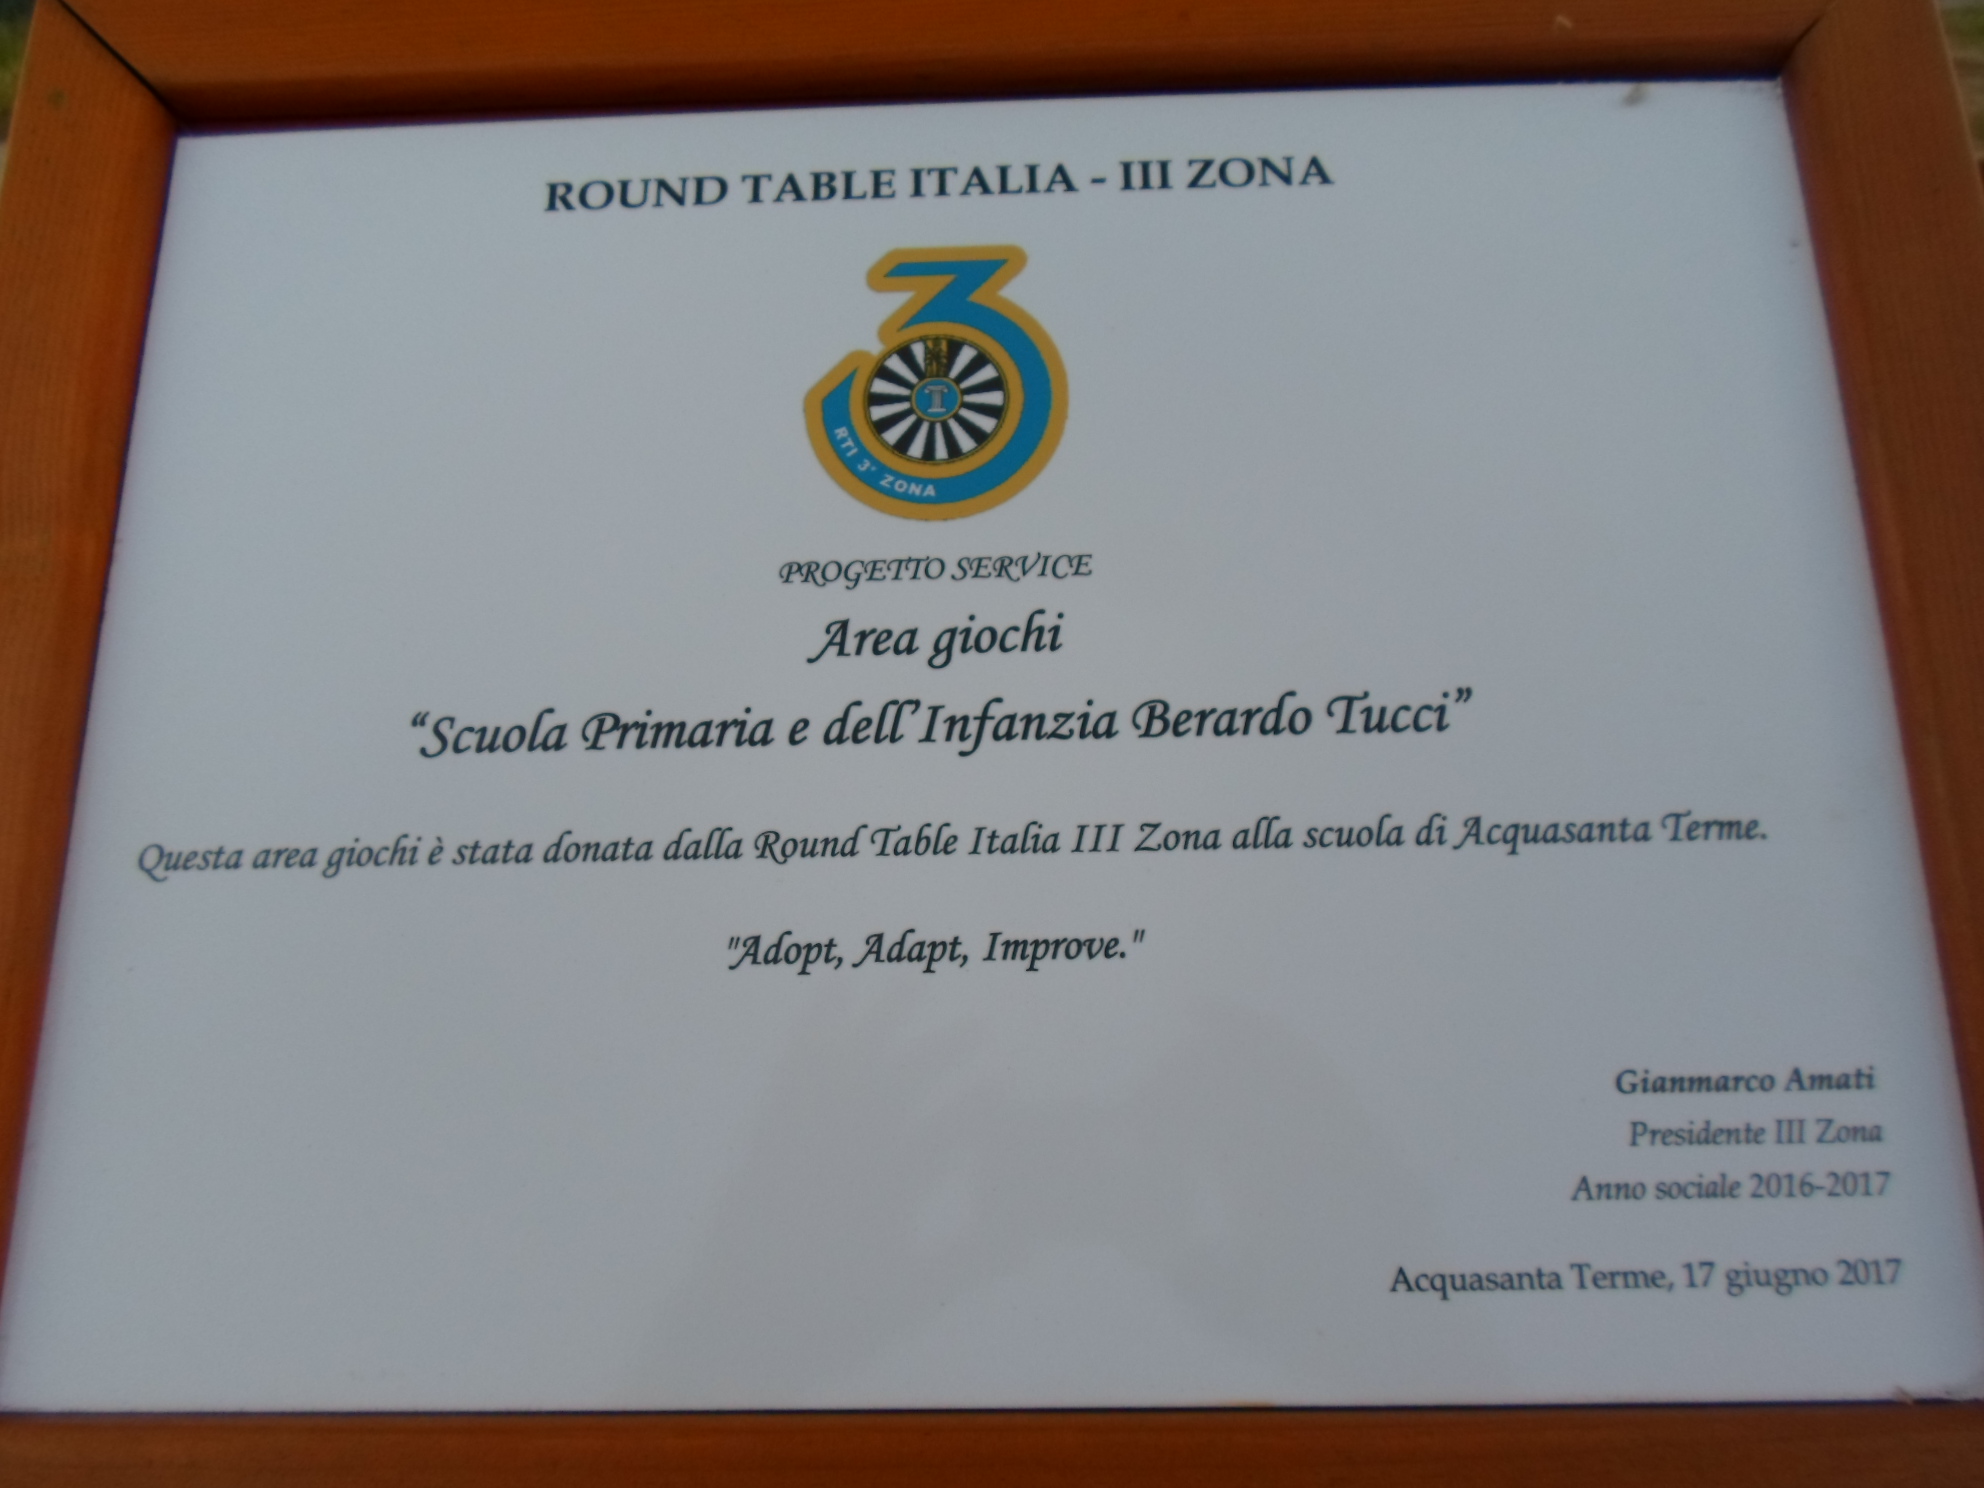 ROUND TABLE ITALIA - III ZONA
RTI 3° ZONA
PROGETTO SERVICE
Area giochi
“Scuola Primaria e dell’Infanzia Berardo Tucci”
Questa area giochi è stata donata dalla Round Table Italia III Zona alla scuola di Acquasanta Terme.
"Adopt, Adapt, Improve."
Gianmarco Amati
Presidente III Zona
Anno sociale 2016-2017
Acquasanta Terme, 17 giugno 2017